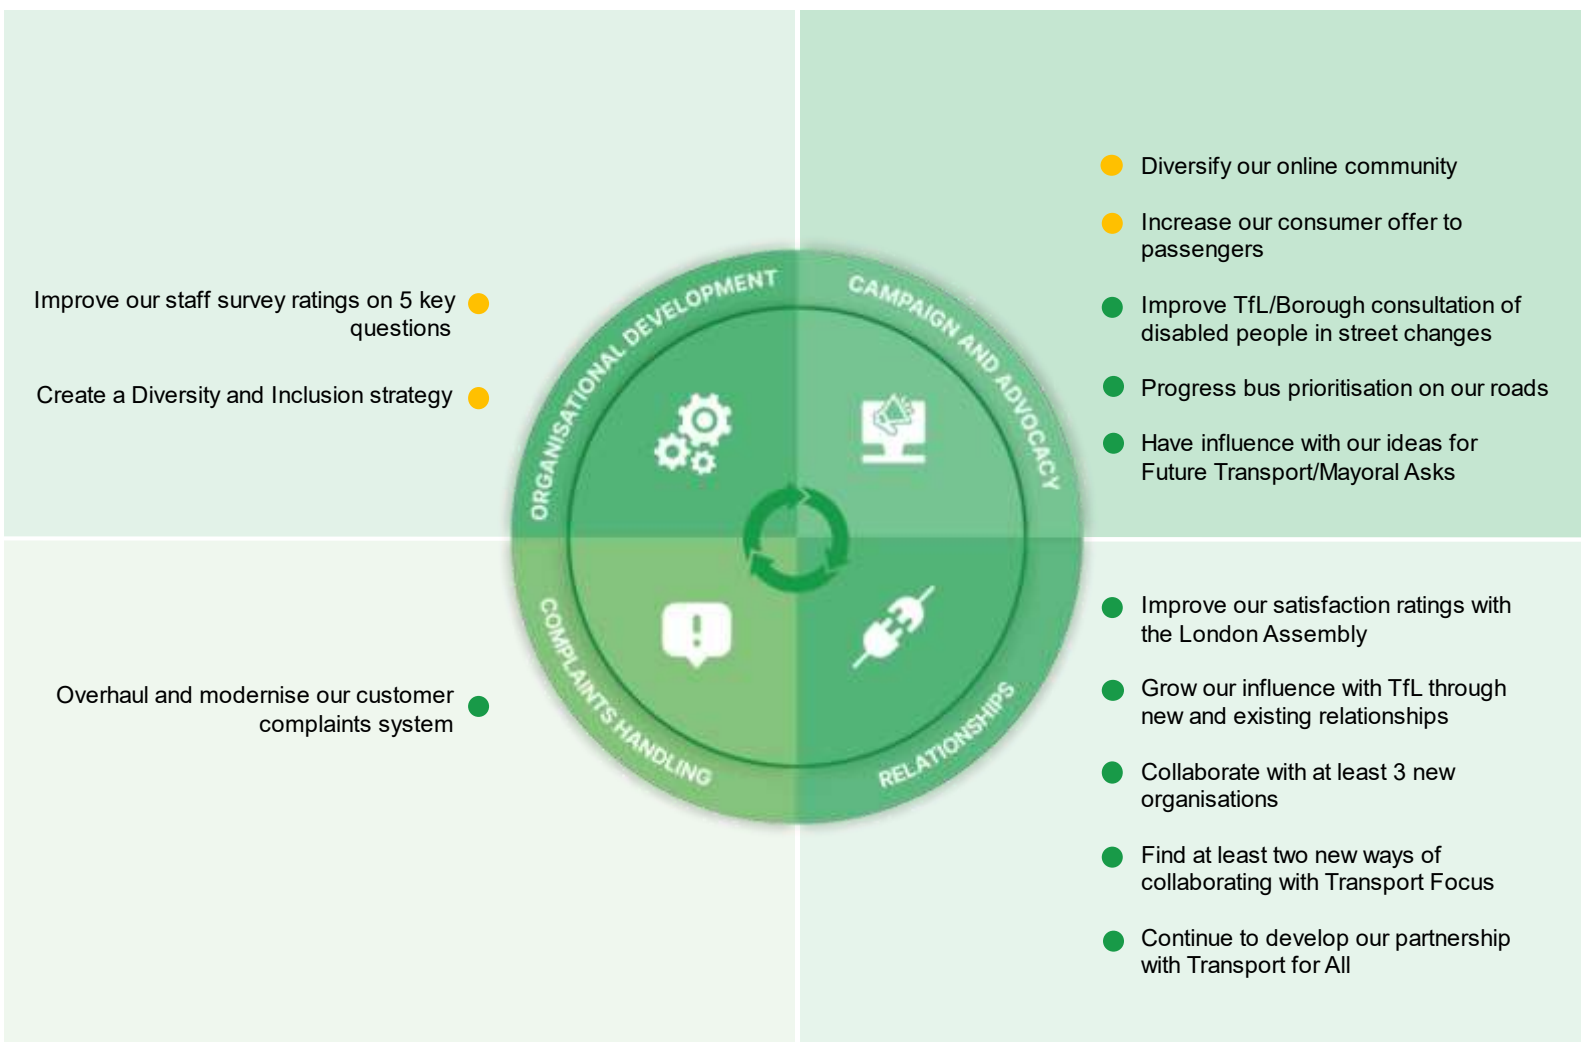 Improve our staff survey ratings on 5 key
questions
Create a Diversity and Inclusion strategy
ORGANISATIONAL DEVELOPMENT
CAMPAIGN AND ADVOCACY
Diversify our online community
Increase our consumer offer to
passengers
Improve TfL/Borough consultation of
disabled people in street changes
Progress bus prioritisation on our roads
Have influence with our ideas for
Future Transport/Mayoral Asks
Overhaul and modernise our customer
complaints system
COMPLAINTS HANDLING
RELATIONSHIPS
Improve our satisfaction ratings with
the London Assembly
Grow our influence with TfL through
new and existing relationships
Collaborate with at least 3 new
organisations
Find at least two new ways of
collaborating with Transport Focus
Continue to develop our partnership
with Transport for All